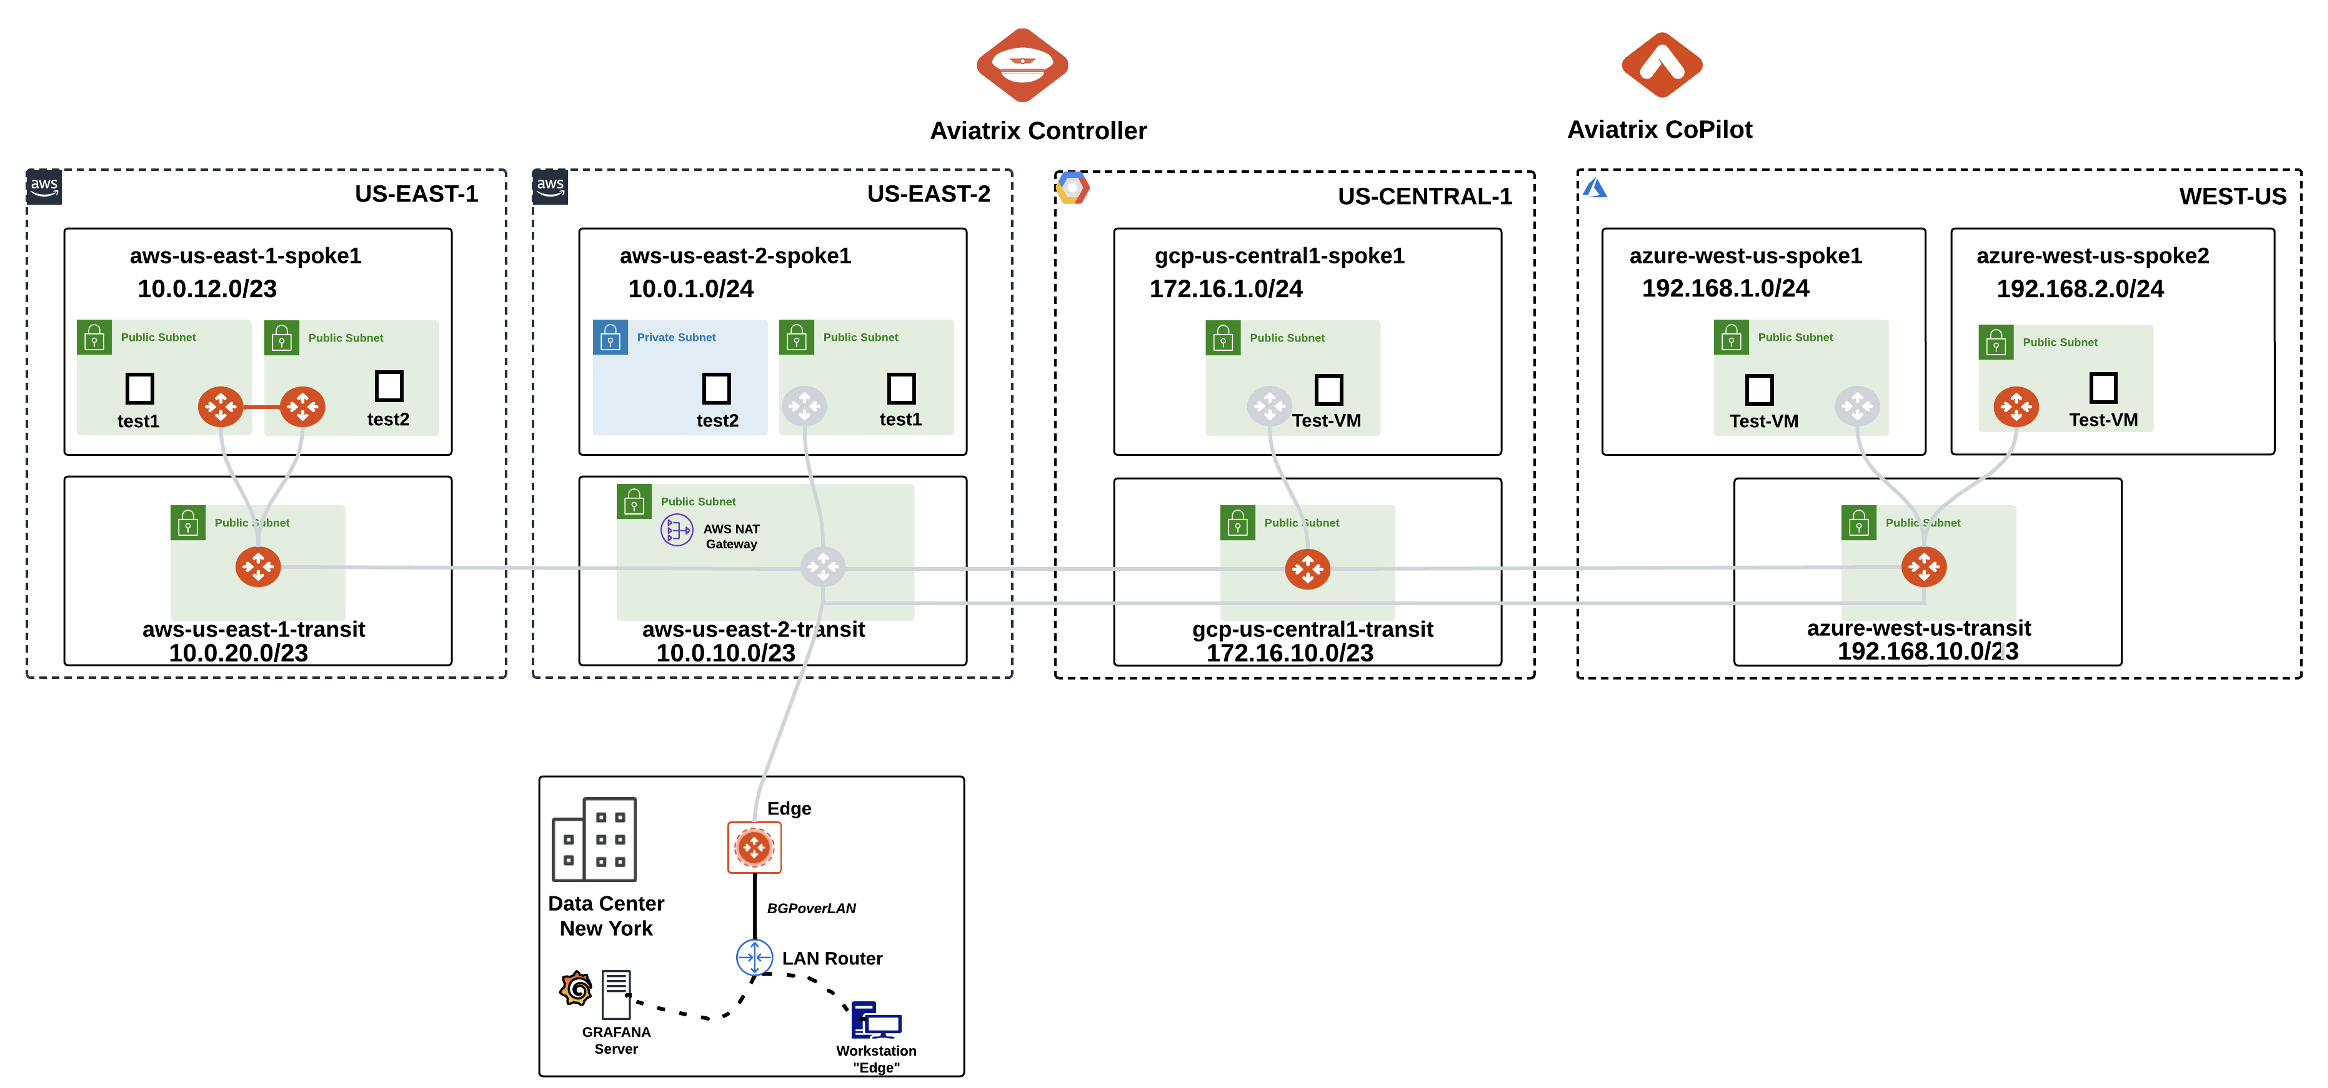 Aviatrix Controller
Aviatrix CoPilot
aws
US-EAST-1
aws-us-east-1-spoke1
10.0.12.0/23
Public Subnet
Public Subnet
test1
test2
Public Subnet
aws-us-east-1-transit
10.0.20.0/23
aws
US-EAST-2
aws-us-east-2-spoke1
10.0.1.0/24
Private Subnet
Public Subnet
test2
test1
Public Subnet
AWS NAT
Gateway
aws-us-east-2-transit
10.0.10.0/23
US-CENTRAL-1
gcp-us-central1-spoke1
172.16.1.0/24
Public Subnet
Test-VM
Public Subnet
gcp-us-central1-transit
172.16.10.0/23
WEST-US
azure-west-us-spoke1
192.168.1.0/24
Public Subnet
Test-VM
azure-west-us-spoke2
192.168.2.0/24
Public Subnet
Test-VM
Public Subnet
azure-west-us-transit
192.168.10.0/23
Edge
Data Center
New York
BGPoverLAN
LAN Router
GRAFANA
Server
Workstation
"Edge"